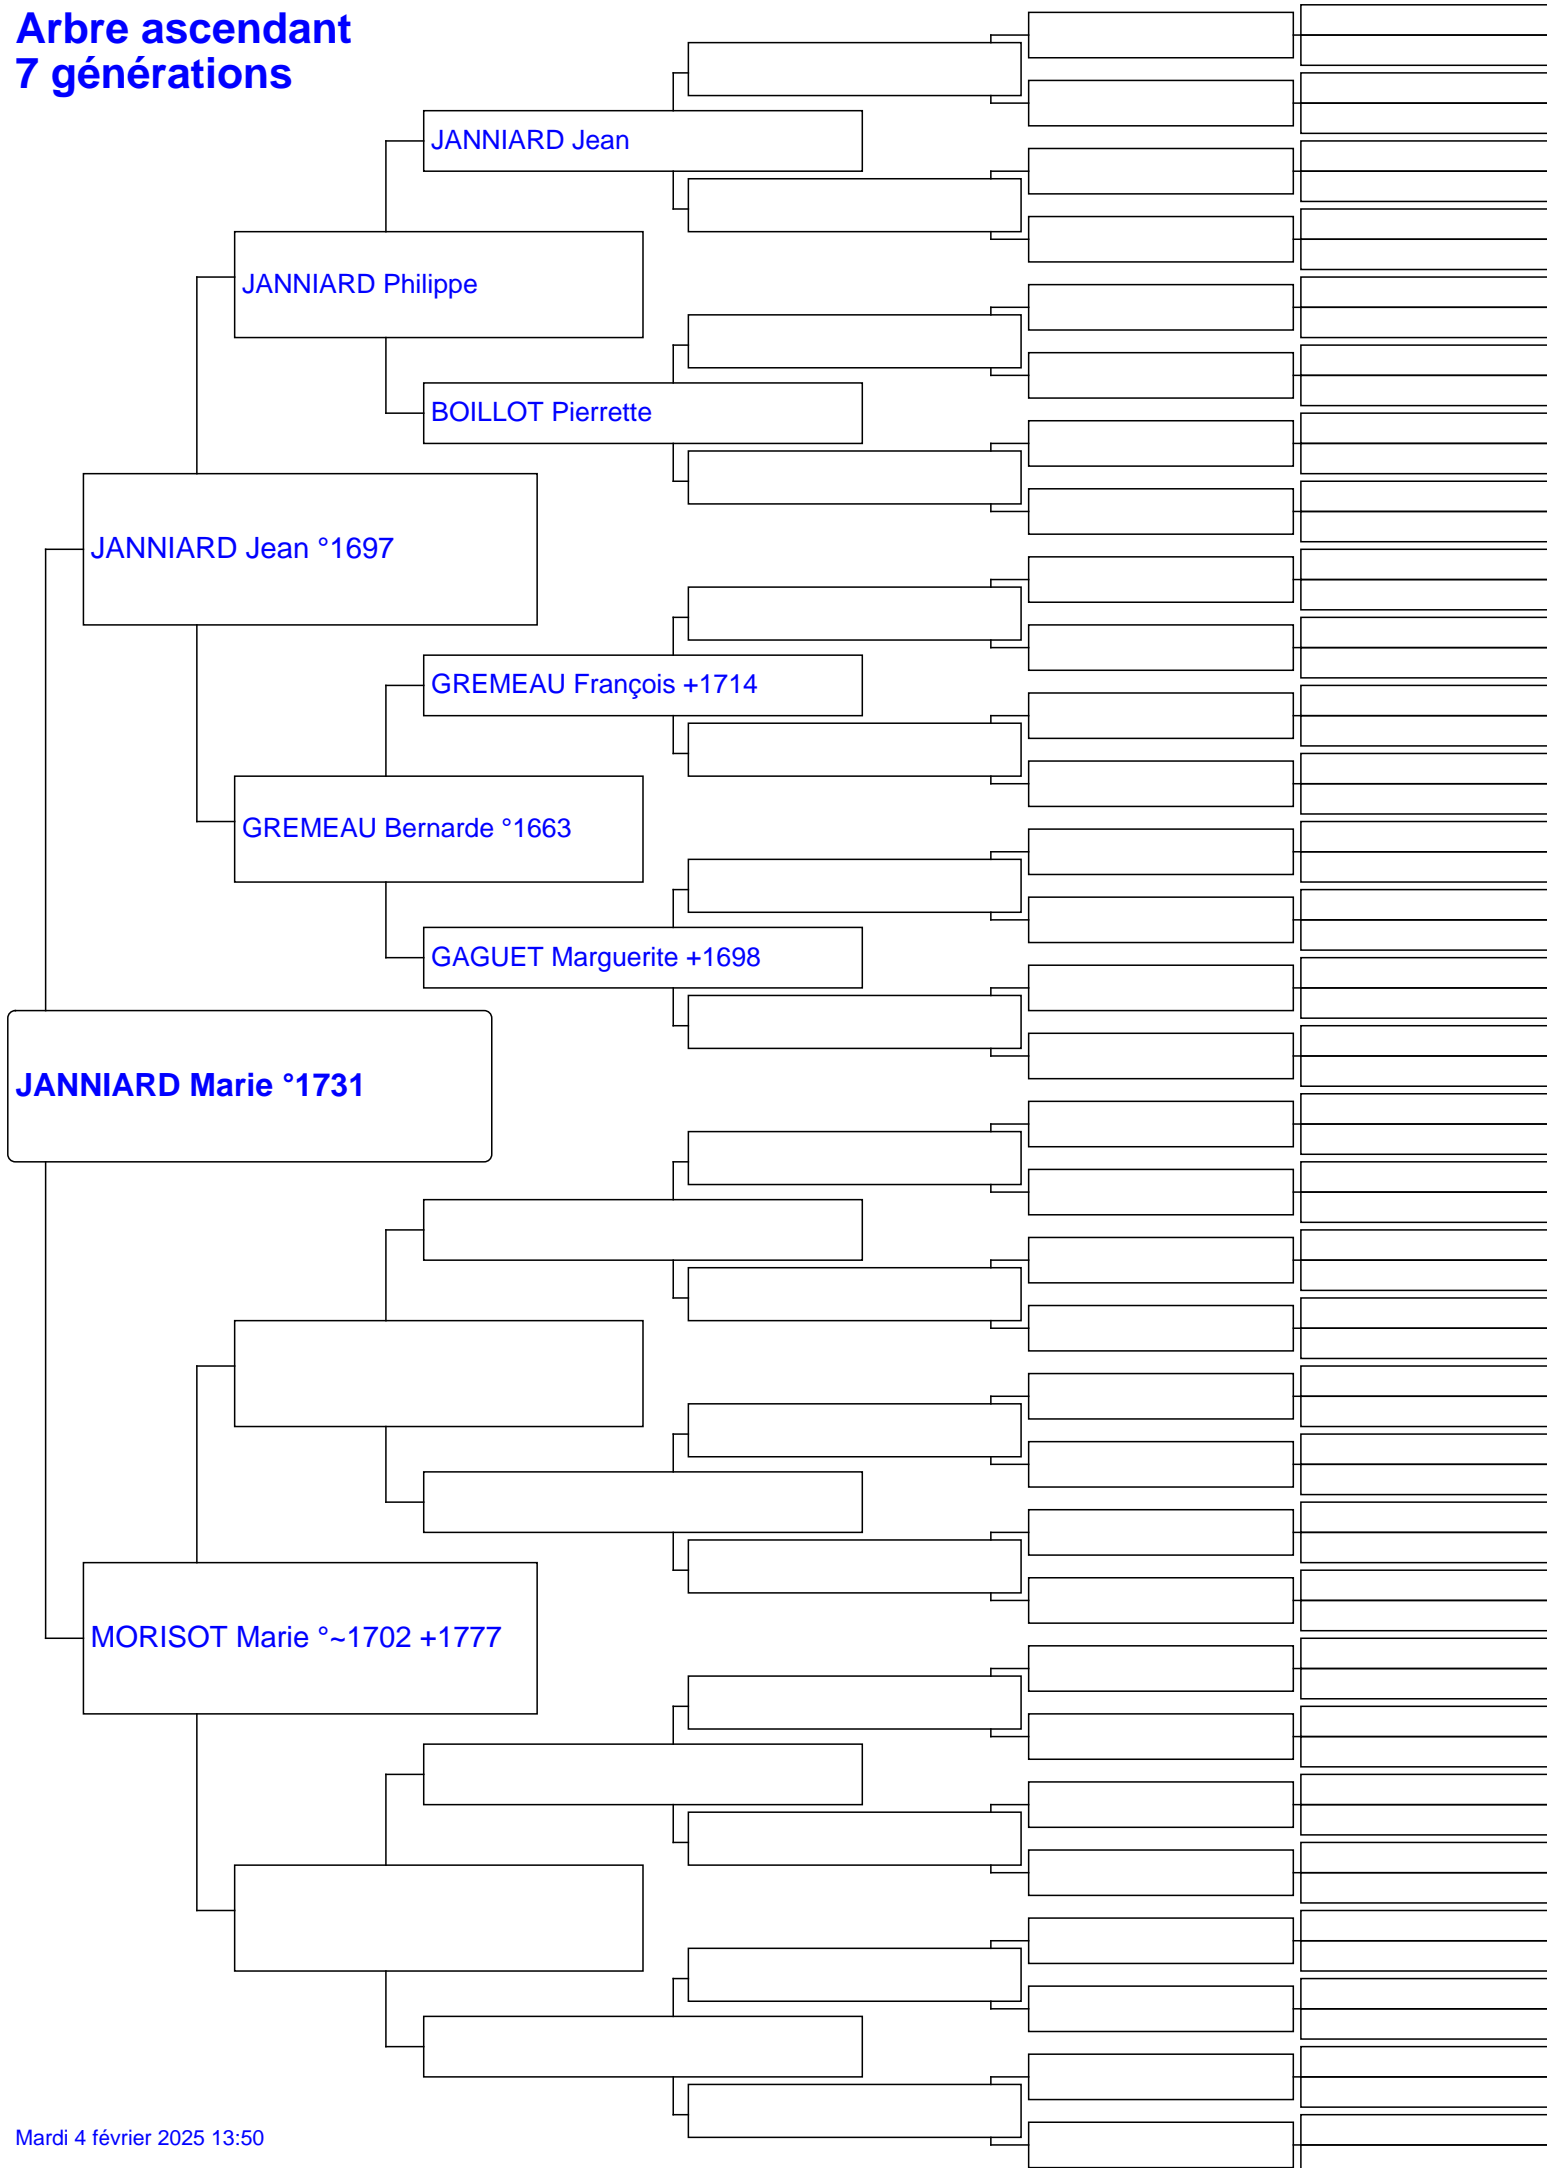 Arbre ascendant
7 générations
JANNIARD Jean
JANNIARD Philippe
BOILLOT Pierrette
JANNIARD Jean °1697
GREMEAU François +1714
GREMEAU Bernarde °1663
GAGUET Marguerite +1698
JANNIARD Marie °1731
MORISOT Marie °~1702 +1777
Mardi 4 février 2025 13:50